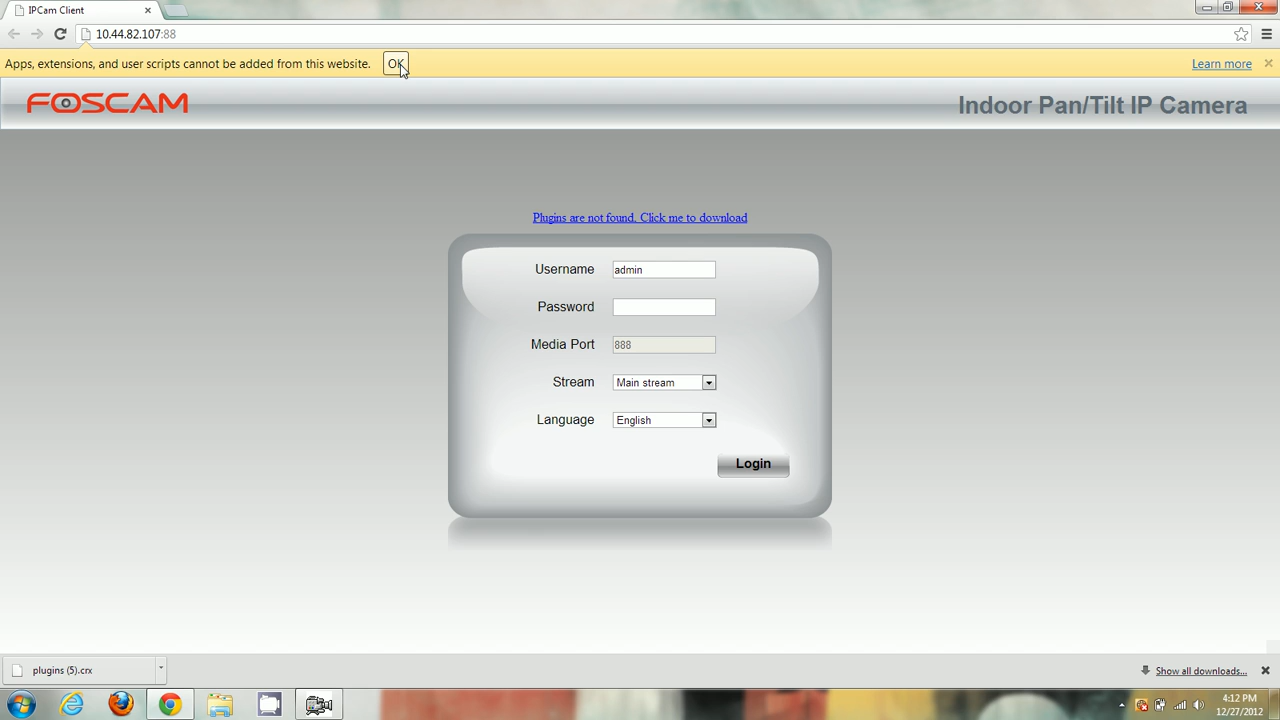 IPCam Client
10.44.82.107:88
Apps, extensions, and user scripts cannot be added from this website. OK Learn more
FOSCAM Indoor Pan/Tilt IP Camera
Plugins are not found, Click me to download
Username admin
Password
Media Port 888
Stream Main stream
Language English
Login
plugins (5).crx Show all downloads...
4:12 PM
12/27/2012